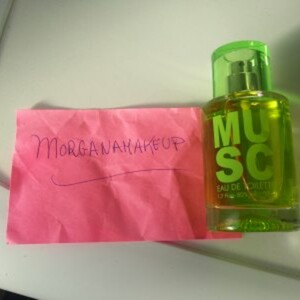 MORGANAMAKEUP
MU
SC
EAU DE TOILETTE